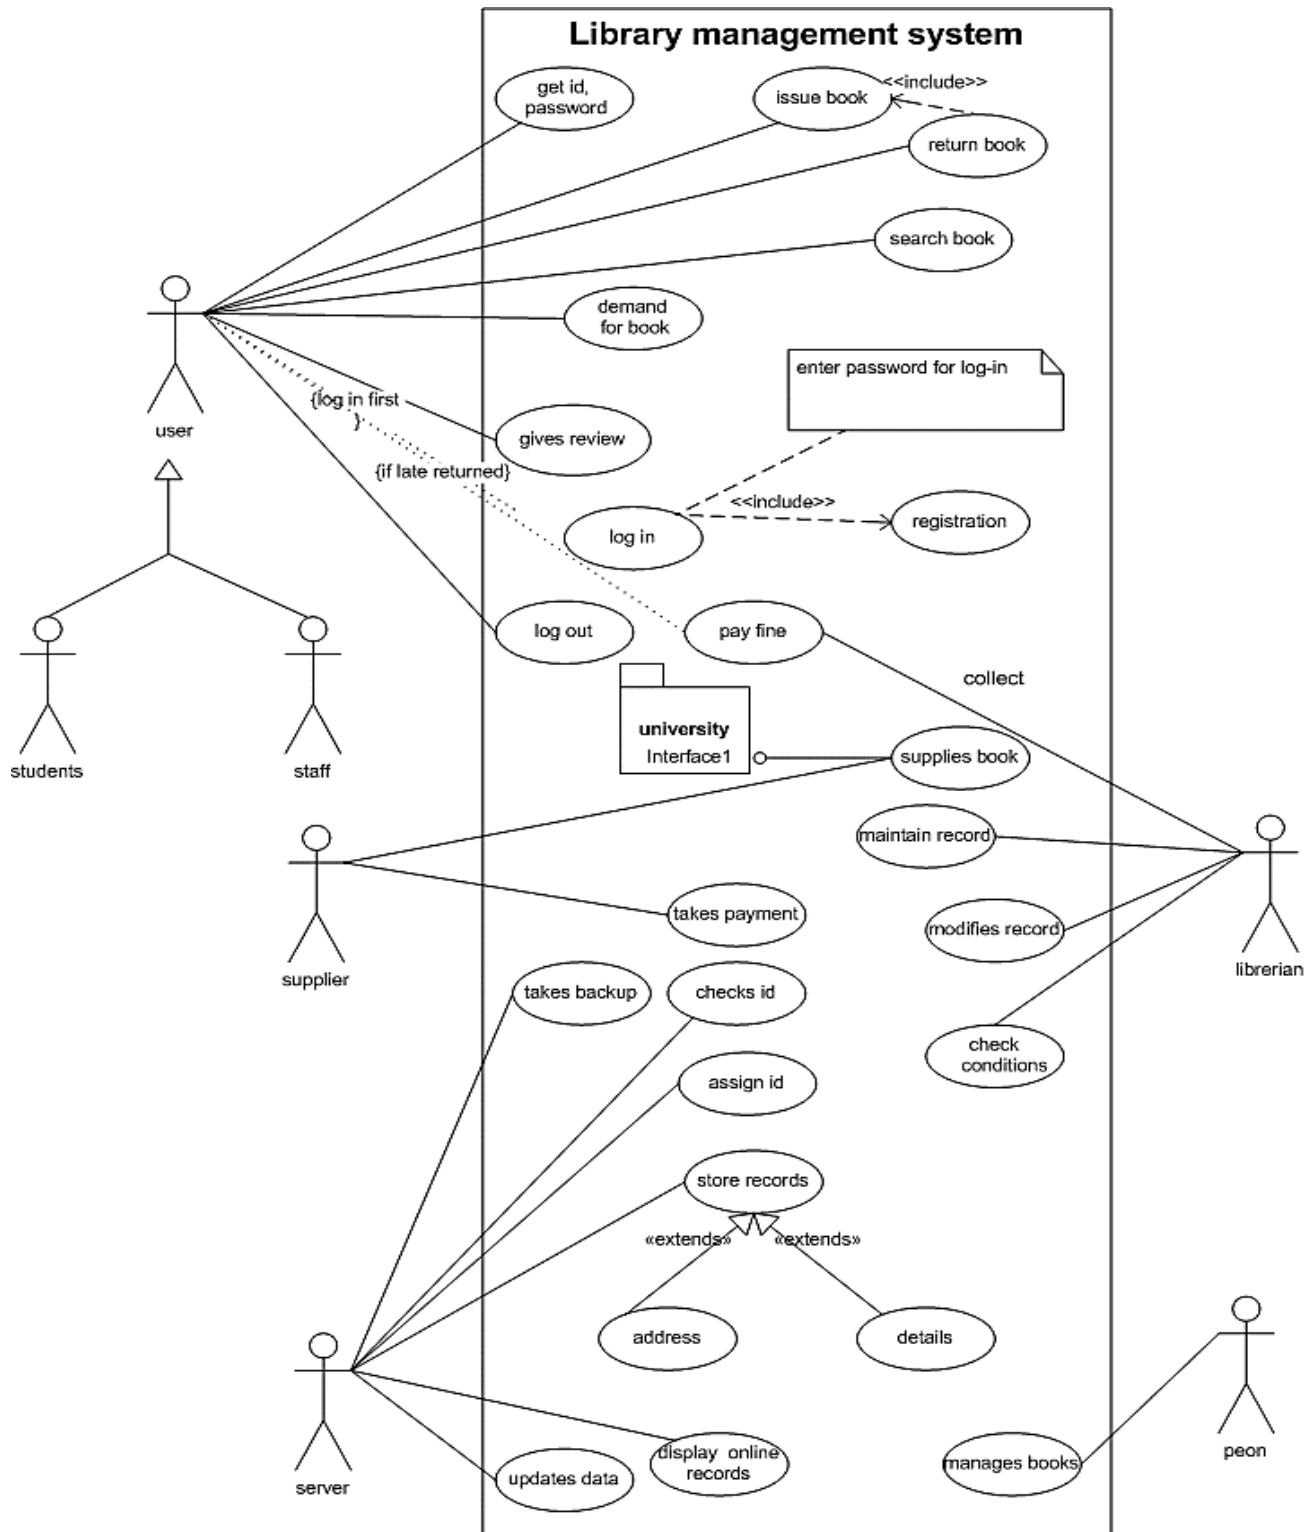 Library management system
get id,
password
issue book
<<include>>
return book
search book
demand
for book
enter password for log-in
{log in first
}
user
gives review
{if late returned}
<<include>>
registration
log in
log out
pay fine
collect
university
Interface1
supplies book
students
staff
maintain record
takes payment
modifies record
supplier
librerian
takes backup
checks id
check
conditions
assign id
store records
«extends»
«extends»
address
details
display online
records
manages books
peon
updates data
server